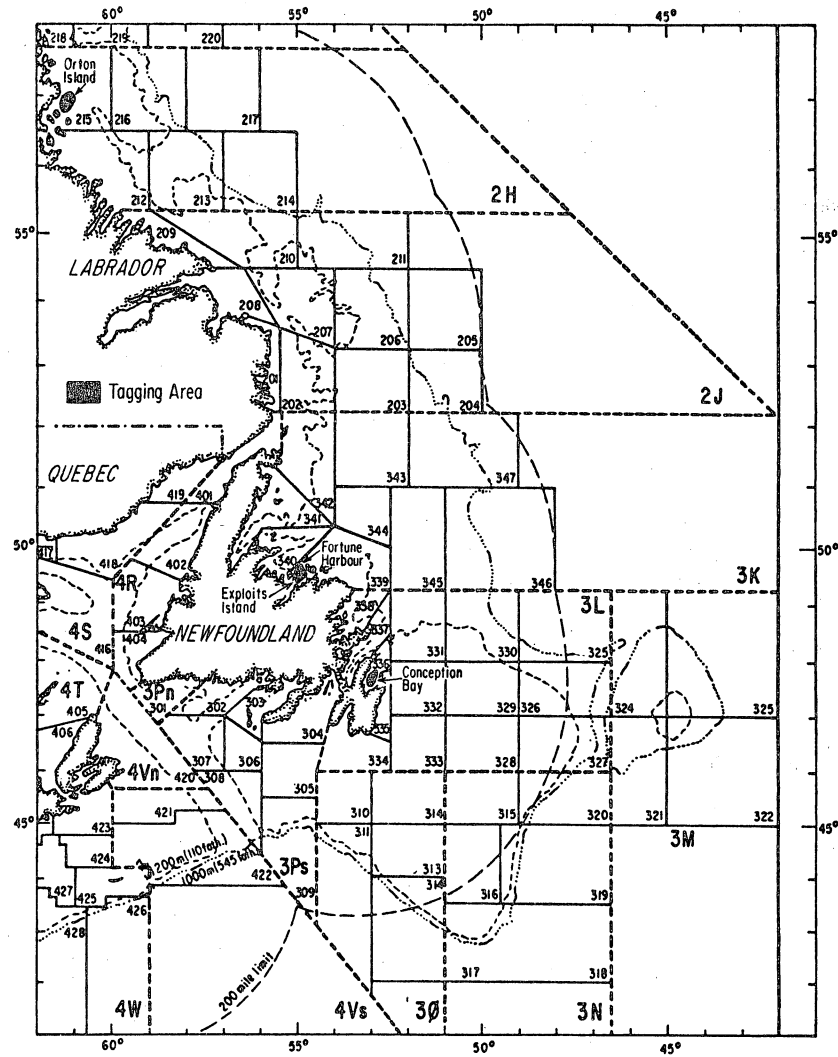 60° 55° 50° 45°
218 219 220
Orton
Island
215 216 217
212 213 214 2H
55° 209 55°
210 211
LABRADOR
208
207 206 205
01
Tagging Area 202 203 204 2J
QUEBEC
343 347
419 401
342
341
344
50° 50°
417 418 402 340 Fortune
Harbour
4R Exploits
Island
339 345 346 3K
338 3L
403
404 NEWFOUNDLAND 337
4S 331 330 325
416 336 Conception
Bay
4T 3Pn
405 301 302 303 332 329 326 324 325
406 304 335
4Vn 307 306 334 333 328 327
420 308
305
421 310 314 315 320 321 322
45° 423 311 45°
3M
424 200m(110 fath.) 3Ps 313
1000m(545 fath.) 422 314
427 425 309 316 319
426
428
317 318
200 mile limit
4W 4Vs 3Ø 3N
60° 55° 50° 45°